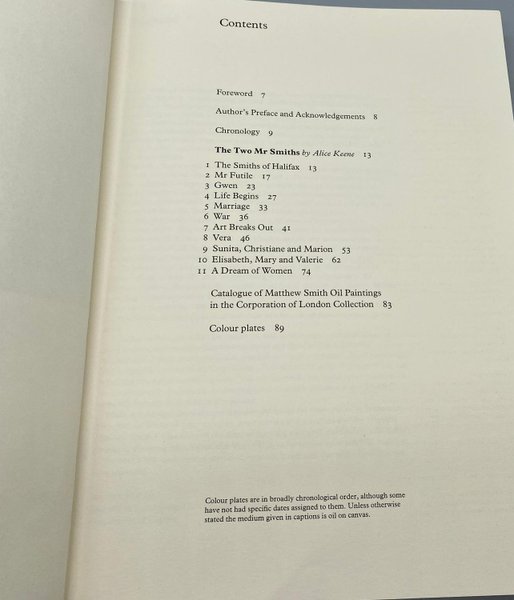 Contents
Foreword 7
Author's Preface and Acknowledgements 8
Chronology 9
The Two Mr Smiths by Alice Keene 13
1 The Smiths of Halifax 13
2 Mr Futile 17
3 Gwen 23
4 Life Begins 27
5 Marriage 33
6 War 36
7 Art Breaks Out 41
8 Vera 46
9 Sunita, Christiane and Marion 53
10 Elisabeth, Mary and Valerie 62
11 A Dream of Women 74
Catalogue of Matthew Smith Oil Paintings
in the Corporation of London Collection 83
Colour plates 89
Colour plates are in broadly chronological order, although some
have not had specific dates assigned to them. Unless otherwise
stated the medium given in captions is oil on canvas.